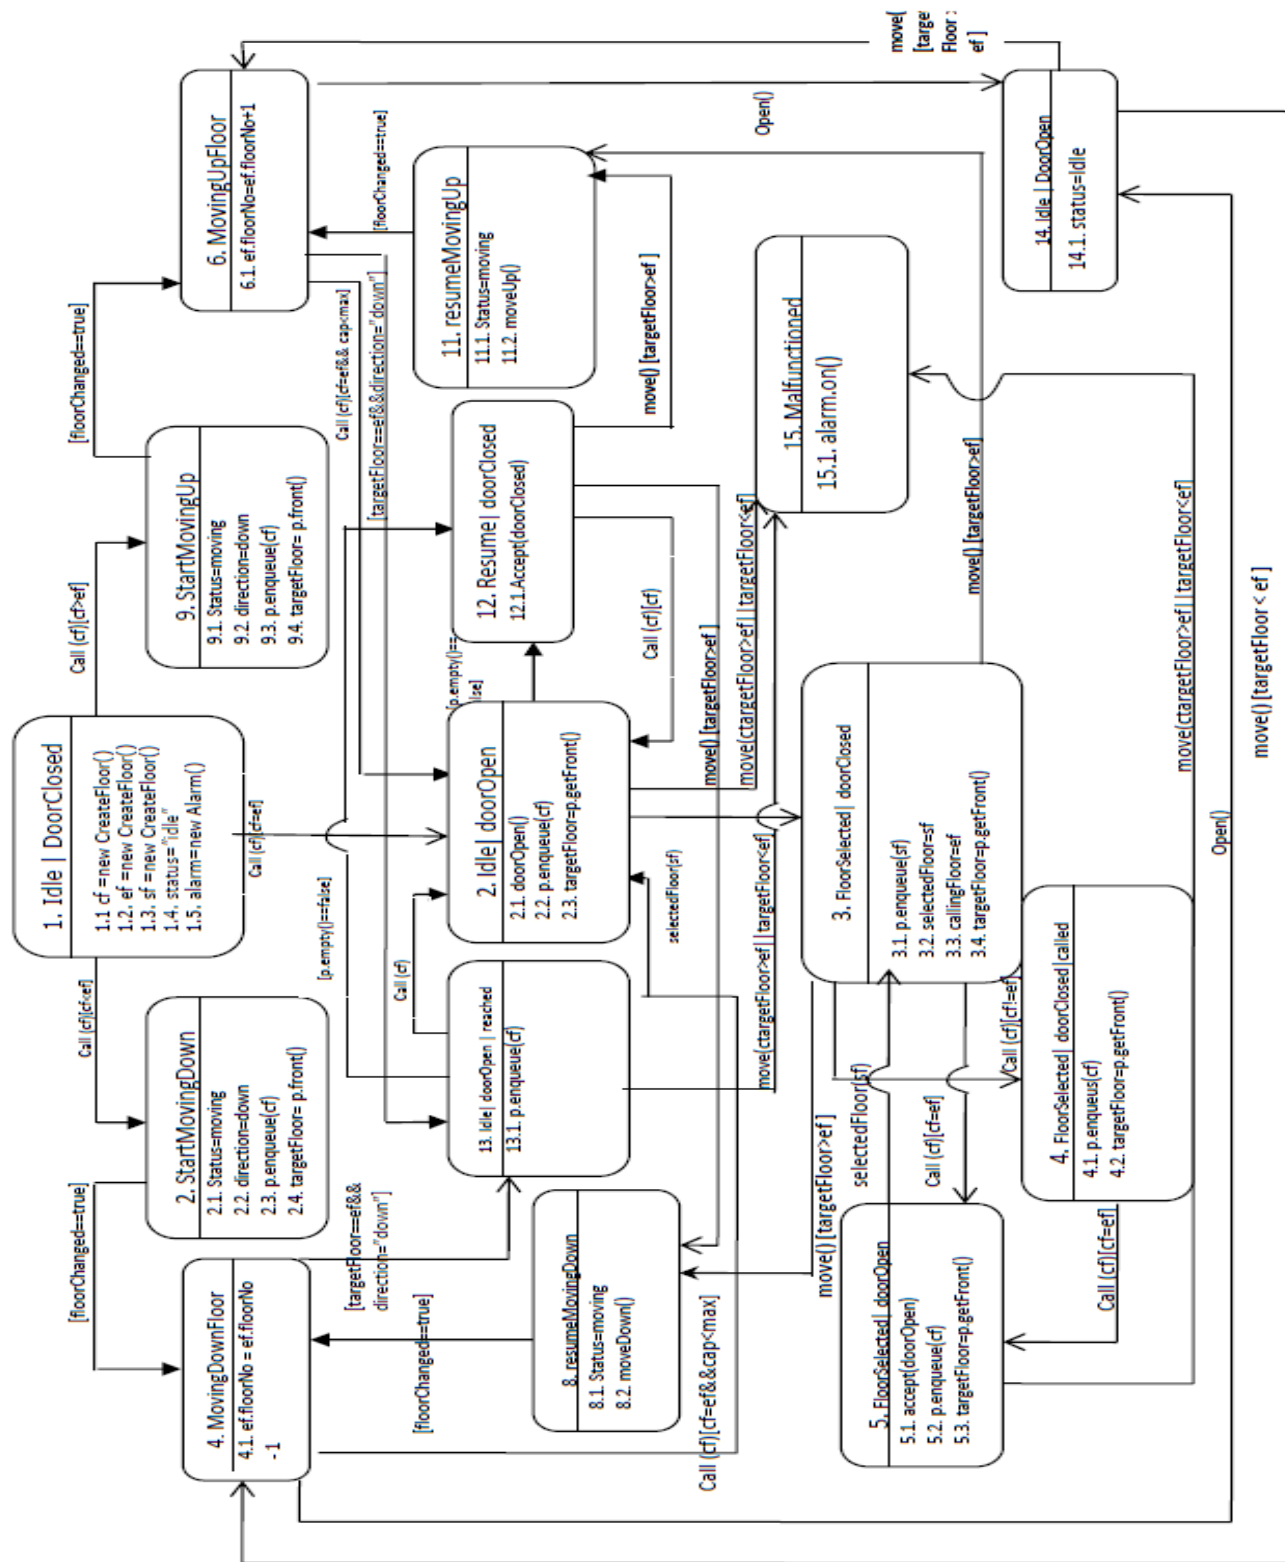 1. Idle | DoorClosed
1.1 cf =new CreateFloor()
1.2. ef =new CreateFloor()
1.3. sf =new CreateFloor()
1.4. status="idle"
1.5. alarm=new Alarm()
Call (cf)[cf<ef]
Call (cf)[cf>ef]
Call (cf)[cf=ef]
2. StartMovingDown
2.1. Status=moving
2.2. direction=down
2.3. p.enqueue(cf)
2.4. targetFloor= p.front()
[floorChanged==true]
9. StartMovingUp
9.1. Status=moving
9.2. direction=down
9.3. p.enqueue(cf)
9.4. targetFloor= p.front()
[floorChanged==true]
4. MovingDownFloor
4.1. ef.floorNo = ef.floorNo
-1
6. MovingUpFloor
6.1. ef.floorNo=ef.floorNo+1
Call (cf)[cf=ef&& cap<max]
[targetFloor==ef&&direction="down"]
[targetFloor==ef&&
direction="down"]
[floorChanged==true]
[floorChanged==true]
[p.empty()==false]
Call (cf)
13. Idle| doorOpen | reached
13.1. p.enqueue(cf)
2. Idle | doorOpen
2.1. doorOpen()
2.2. p.enqueue(cf)
2.3. targetFloor=p.getFront()
[p.empty()==
alse]
12. Resume| doorClosed
12.1.Accept(doorClosed)
11. resumeMovingUp
11.1. Status=moving
11.2. moveUp()
8. resumeMovingDown
8.1. Status=moving
8.2. moveDown()
selectedFloor(sf)
Call (cf)[cf]
move() [targetFloor>ef]
move() [targetFloor>ef ]
Call (cf)[cf=ef&&cap<max]
move(ctargetFloor>ef||targetFloor<ef]
move(ctargetFloor>ef||targetFloor<ef]
15. Malfunctioned
15.1. alarm.on()
Open()
move(
[targe
Floor
ef ]
14. Idle | DoorOpen
14.1. status=Idle
3. FloorSelected| doorClosed
3.1. p.enqueue(sf)
3.2. selectedFloor=sf
3.3. callingFloor=ef
3.4. targetFloor=p.getFront()
move() [targetFloor>ef ]
selectedFloor(sf)
Call (cf)[cf=ef]
Call (cf)[cf!=ef]
move() [targetFloor>ef]
5. FloorSelected| doorOpen
5.1. accept(doorOpen)
5.2. p.enqueue(cf)
5.3. targetFloor=p.getFront()
4. FloorSelected| doorClosed|called
4.1. p.enqueus(cf)
4.2. targetFloor=p.getFront()
Call (cf)[cf=ef]
move(ctargetFloor>ef||targetFloor<ef]
Open()
move() [targetFloor < ef ]